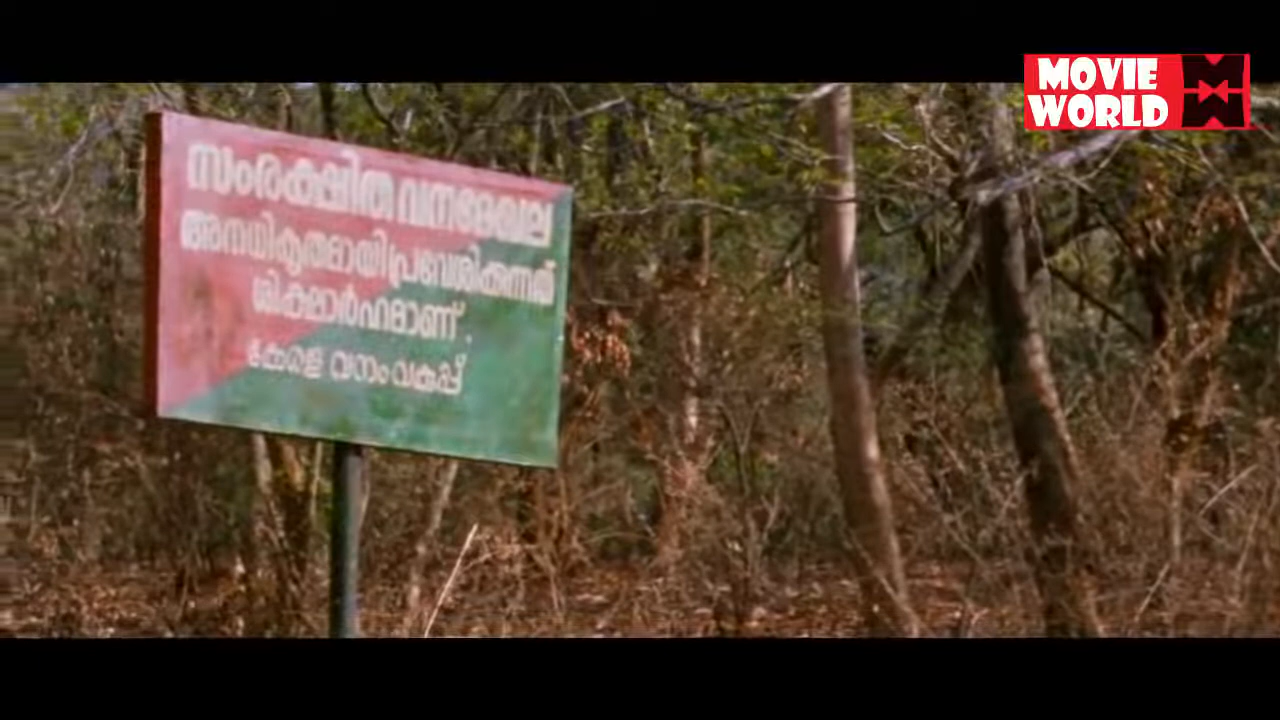 സംരക്ഷിത വനമേഖല
അനധികൃതമായി പ്രവേശിക്കുന്നത്
ശിക്ഷാർഹമാണ്.
കേരള വനം വകുപ്പ്
MOVIE
WORLD